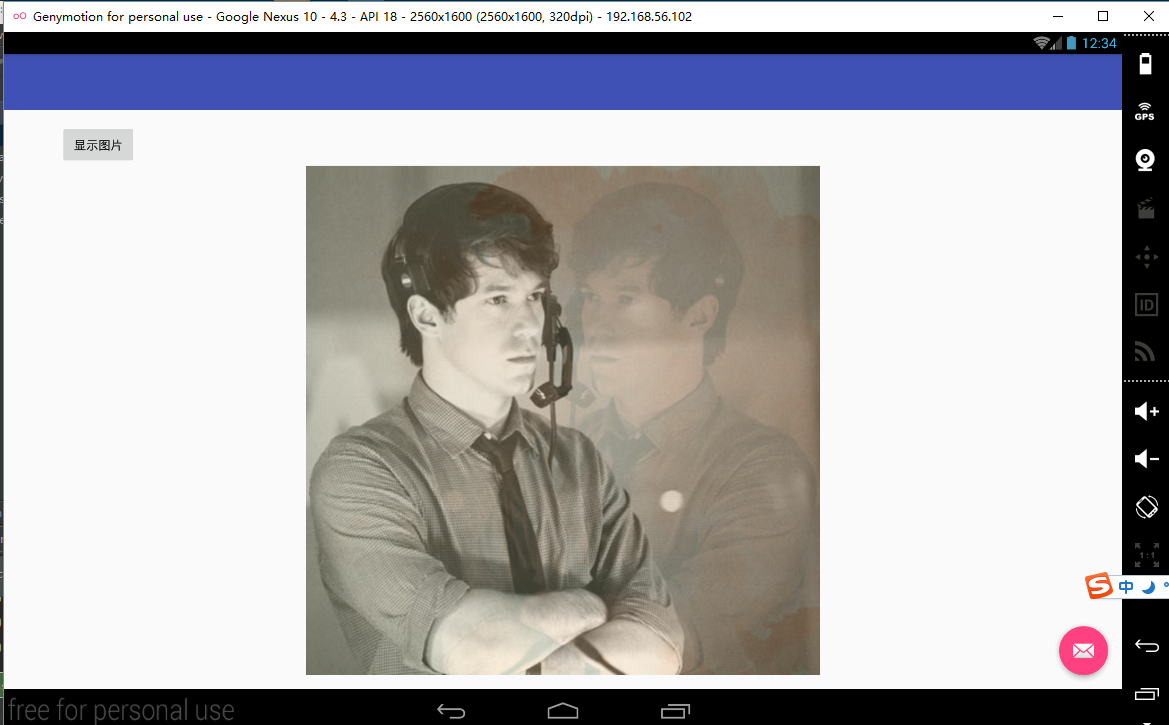 Genymotion for personal use - Google Nexus 10 - 4.3 - API 18 - 2560x1600 (2560x1600, 320dpi) - 192.168.56.102
12:34
GPS
显示图片
ID
1:1
中
free for personal use